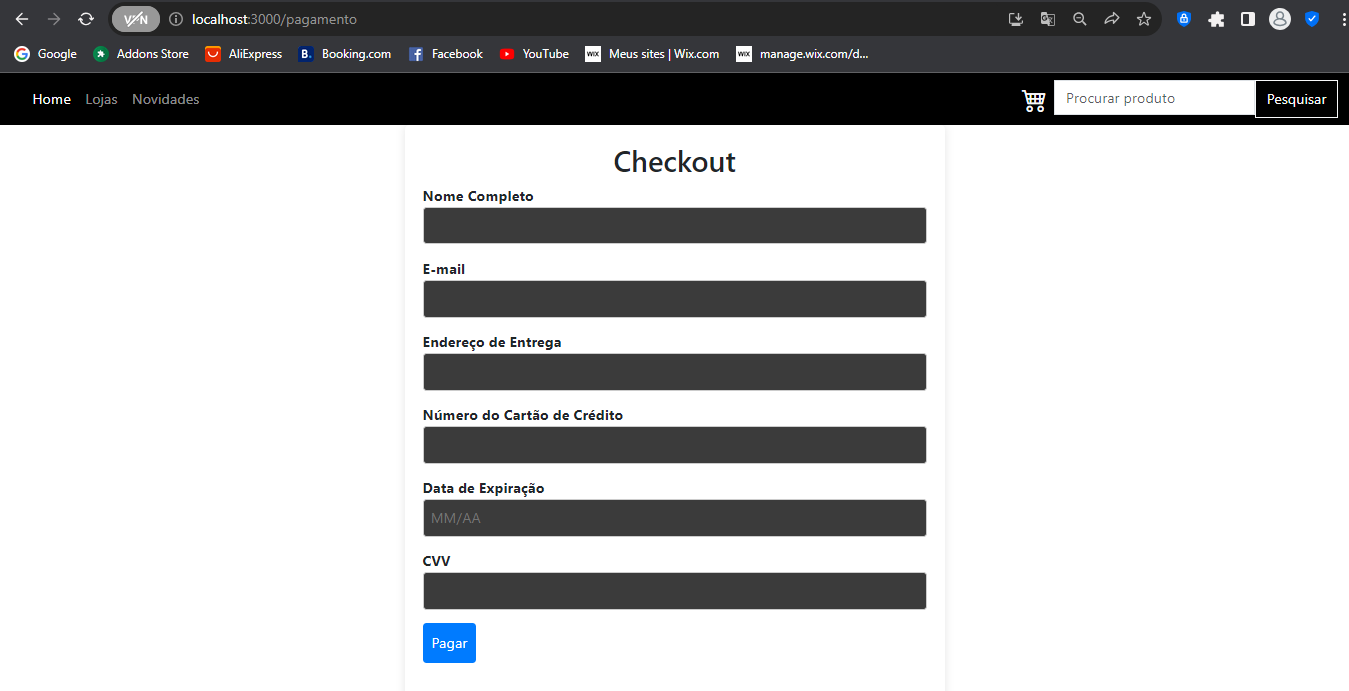 VPN localhost:3000/pagamento
Google Addons Store AliExpress B. Booking.com Facebook YouTube WiX Meus sites | Wix.com WiX manage.wix.com/d...
Home Lojas Novidades Procurar produto Pesquisar
Checkout
Nome Completo
E-mail
Endereço de Entrega
Número do Cartão de Crédito
Data de Expiração
MM/AA
CVV
Pagar